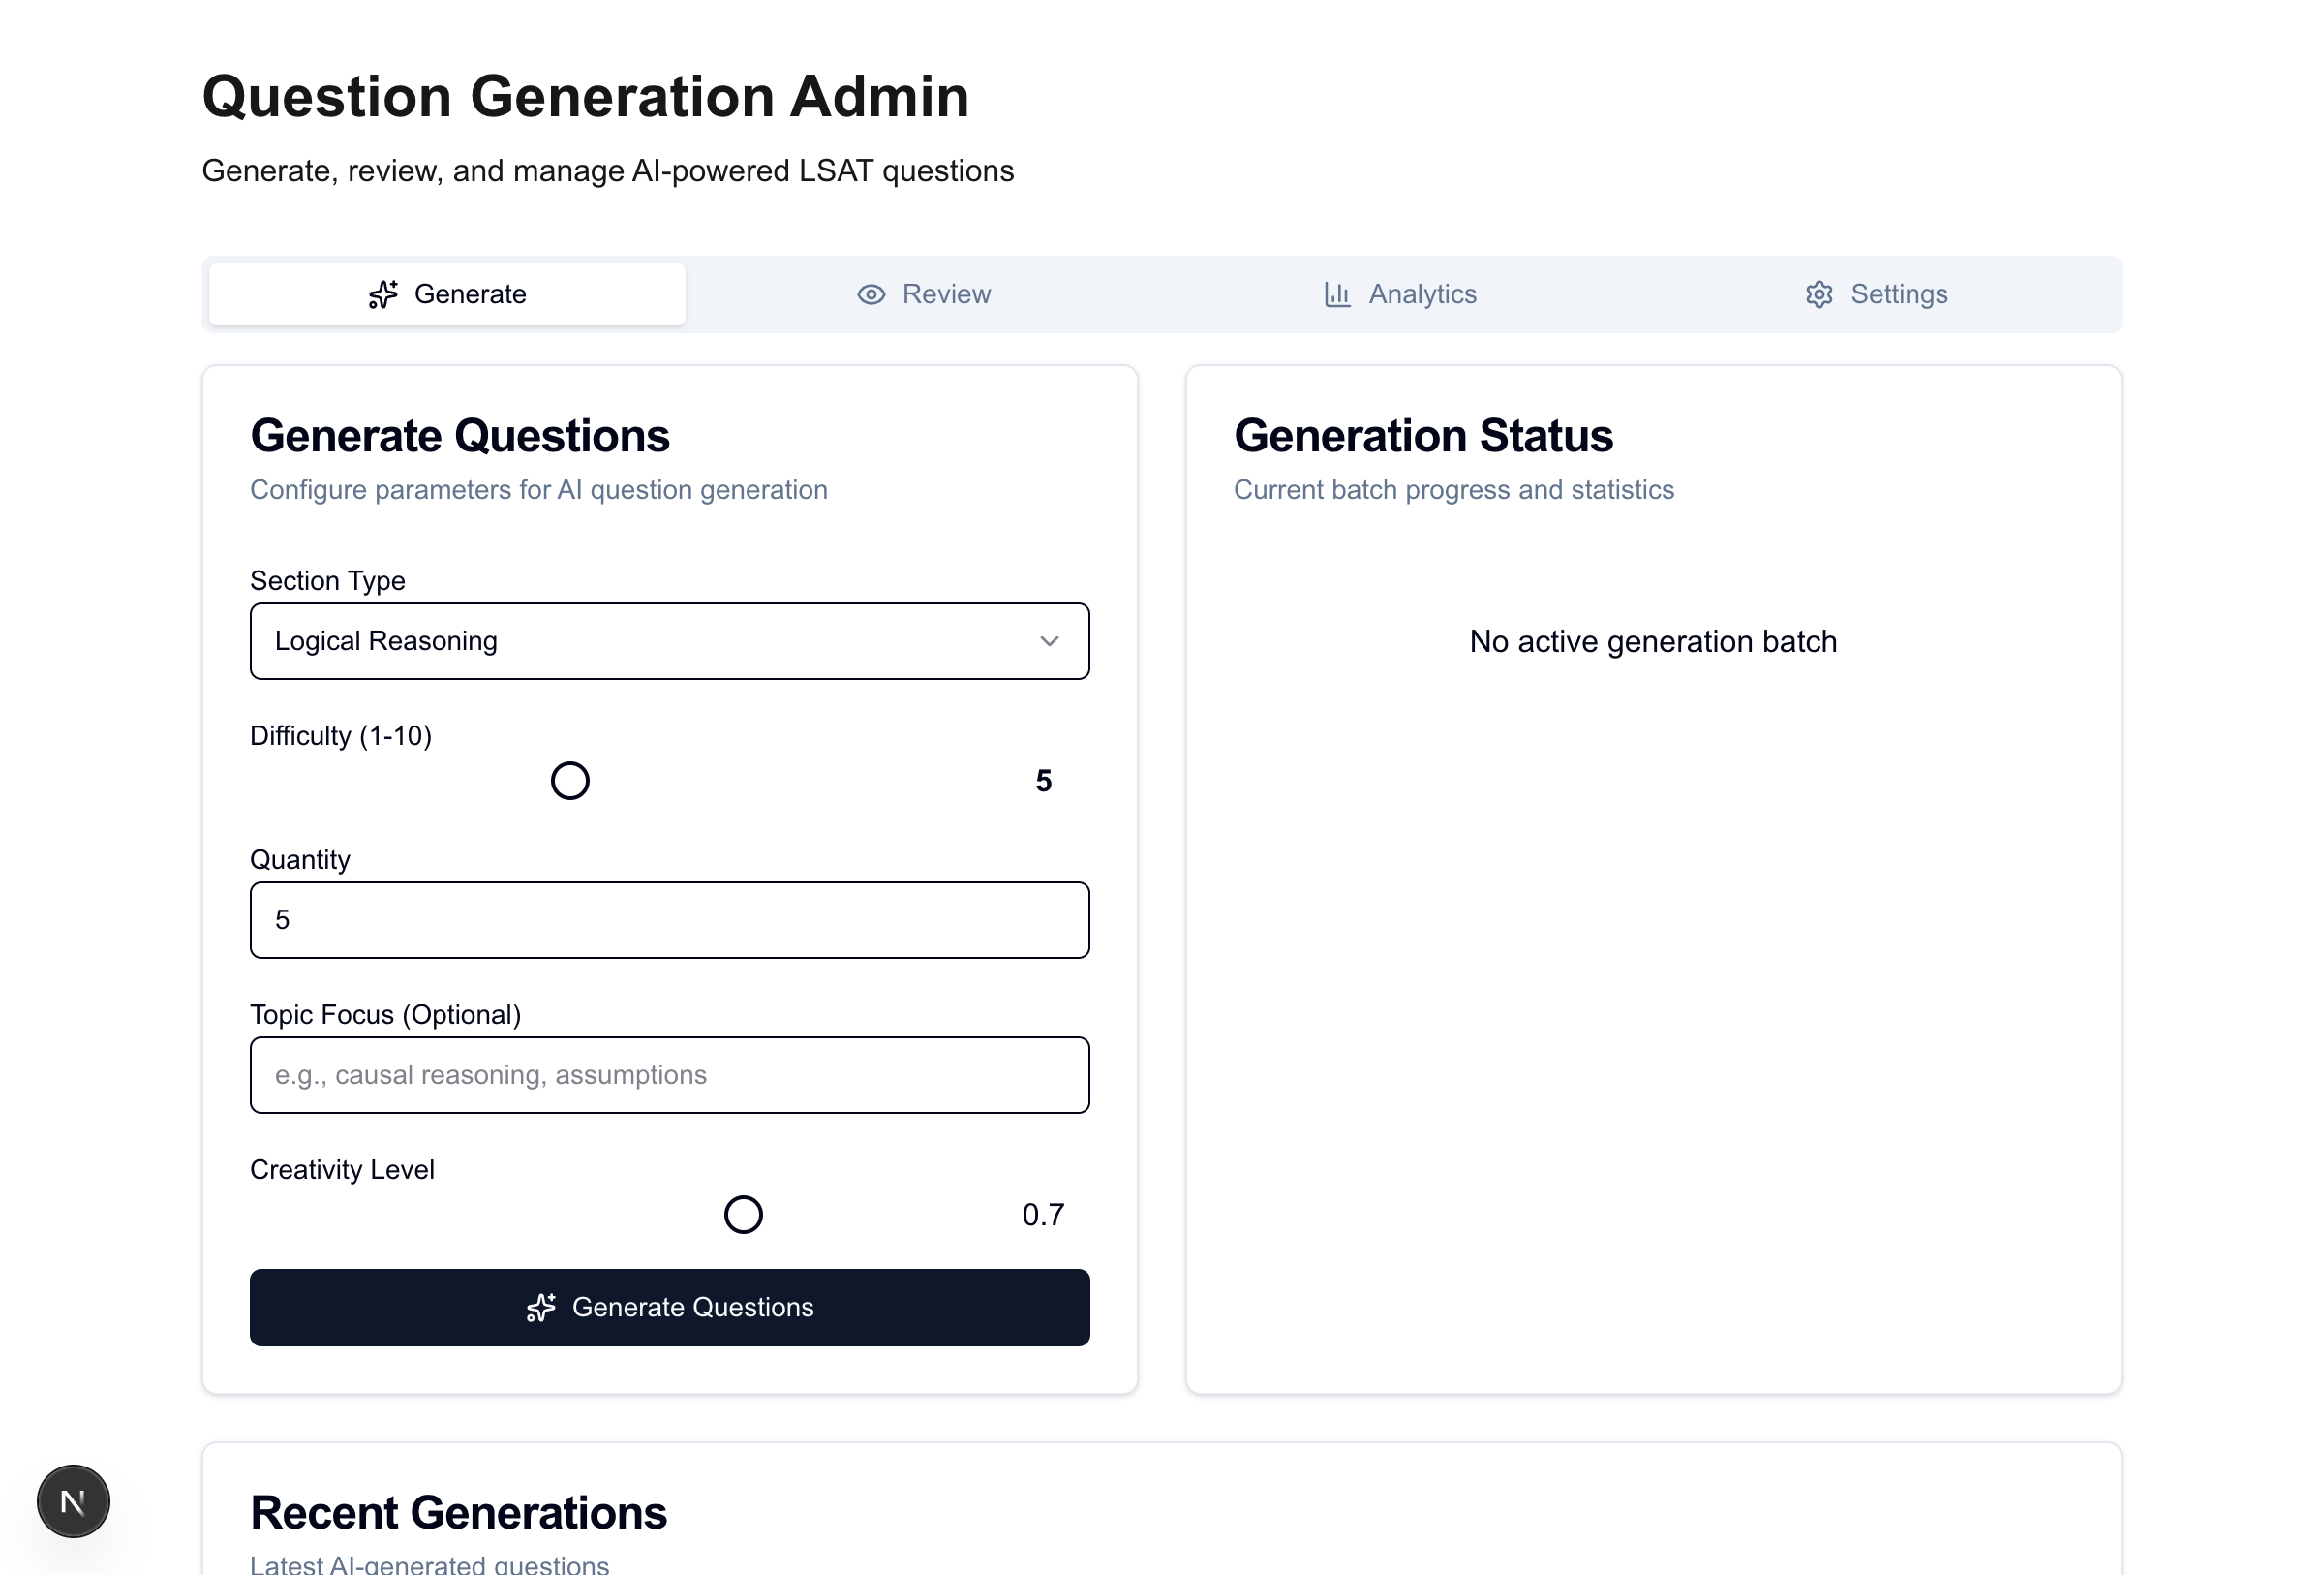 Question Generation Admin
Generate, review, and manage AI-powered LSAT questions
Generate
Review
Analytics
Settings
Generate Questions
Configure parameters for AI question generation
Section Type
Logical Reasoning
Difficulty (1-10)
5
Quantity
5
Topic Focus (Optional)
e.g., causal reasoning, assumptions
Creativity Level
0.7
Generate Questions
Generation Status
Current batch progress and statistics
No active generation batch
Recent Generations
Latest AI-generated questions
N